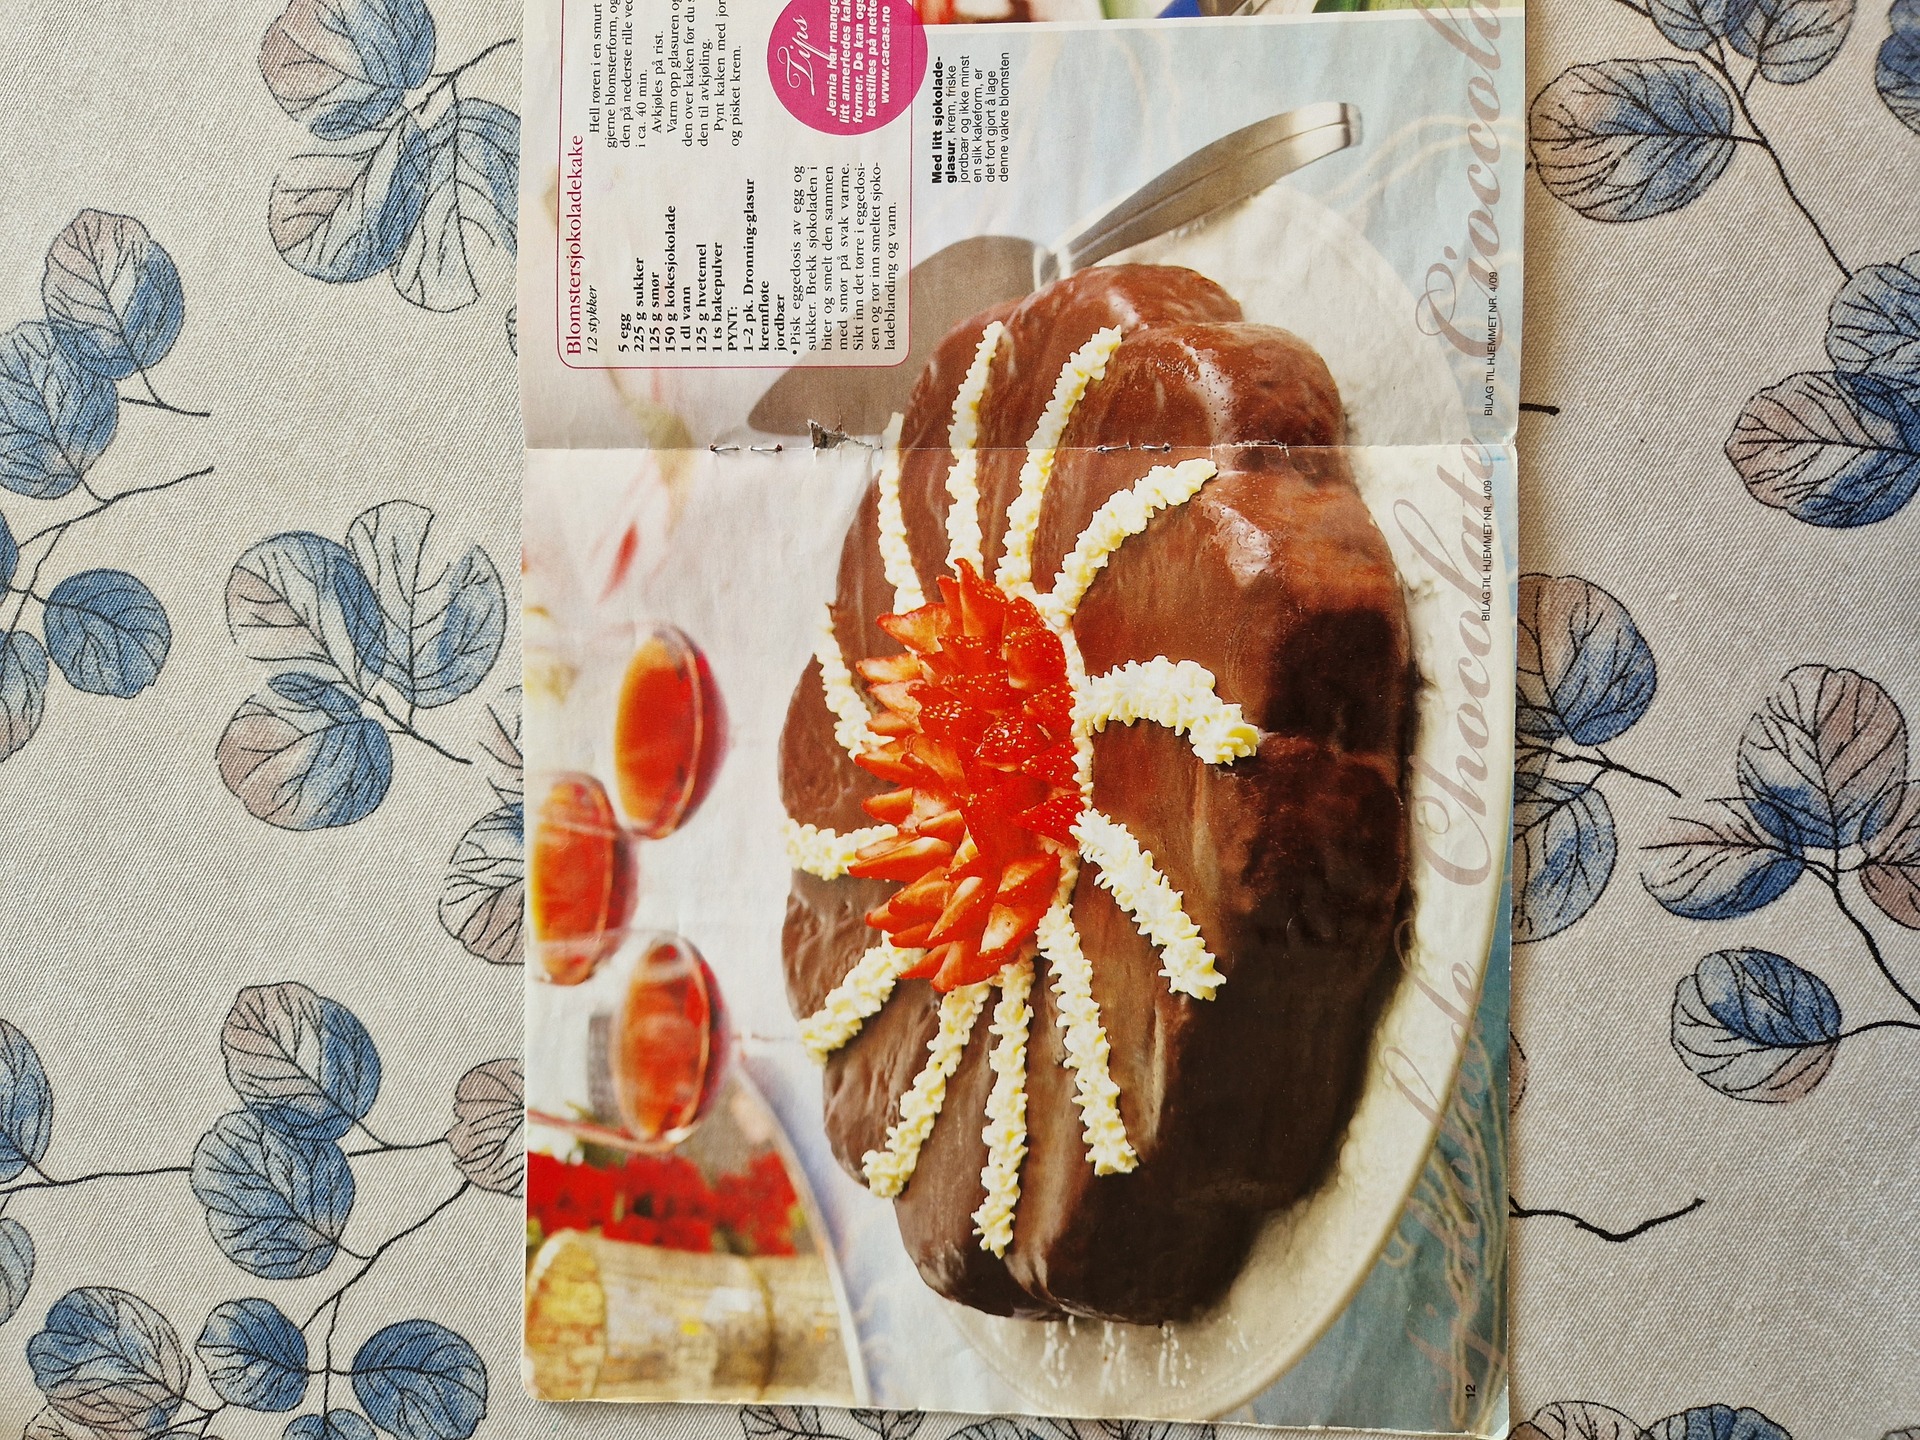 Blomstersjokoladekake
12 stykker
5 egg
225 g sukker
125 g smør
150 g kokesjokolade
1 dl vann
125 g hvetemel
1 ts bakepulver
PYNT:
1–2 pk. Dronning-glasur
kremfløte
jordbær
• Pisk eggedosis av egg og
sukker. Brekk sjokoladen i
biter og smelt den sammen
med smør på svak varme.
Sikt inn det tørre i eggedosi-
sen og rør inn smeltet sjoko-
ladeblanding og vann.
Hell røren i en smurt
gjerne blomsterform, og
den på nederste rille ved
i ca. 40 min.
Avkjøles på rist.
Varm opp glasuren og
den over kaken før du s
den til avkjøling.
Pynt kaken med jor
og pisket krem.
Tips
Jernia har mange
litt annerledes kak
former. De kan ogs
bestilles på nette
www.cacas.no
Med litt sjokolade-
glasur, krem, friske
jordbær og ikke minst
en slik kakeform, er
det fort gjort å lage
denne vakre blomsten
sjokolade Chocolate Cioccola
12
BILAG TIL HJEMMET NR. 4/09
BILAG TIL HJEMMET NR. 4/09